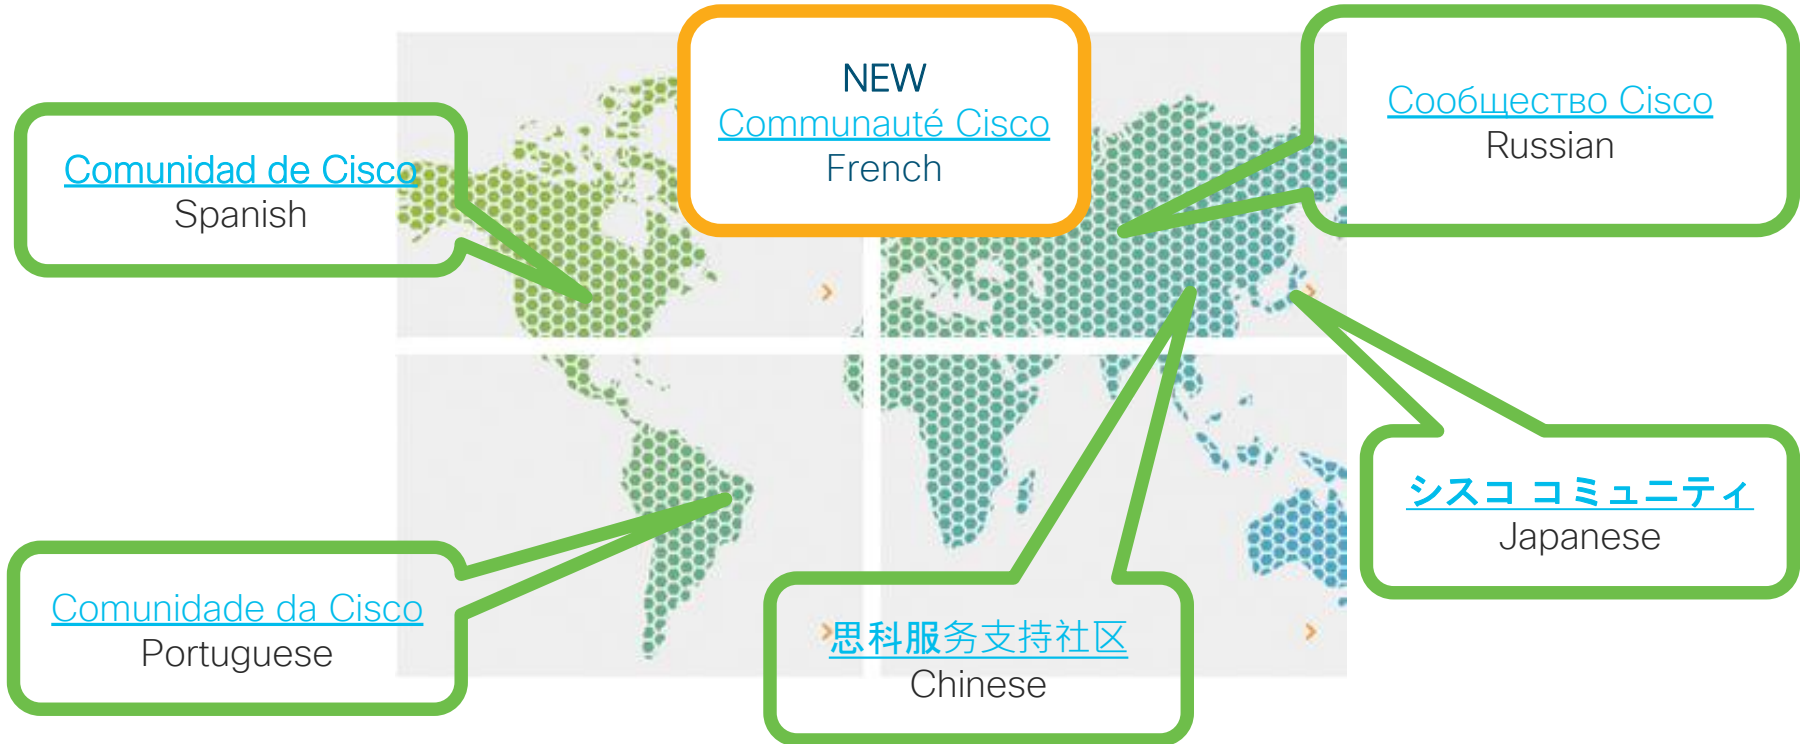 NEW
Communauté Cisco
French
Сообщество Cisco
Russian
Comunidad de Cisco
Spanish
シスコ コミュニティ
Japanese
Comunidade da Cisco
Portuguese
思科服务支持社区
Chinese